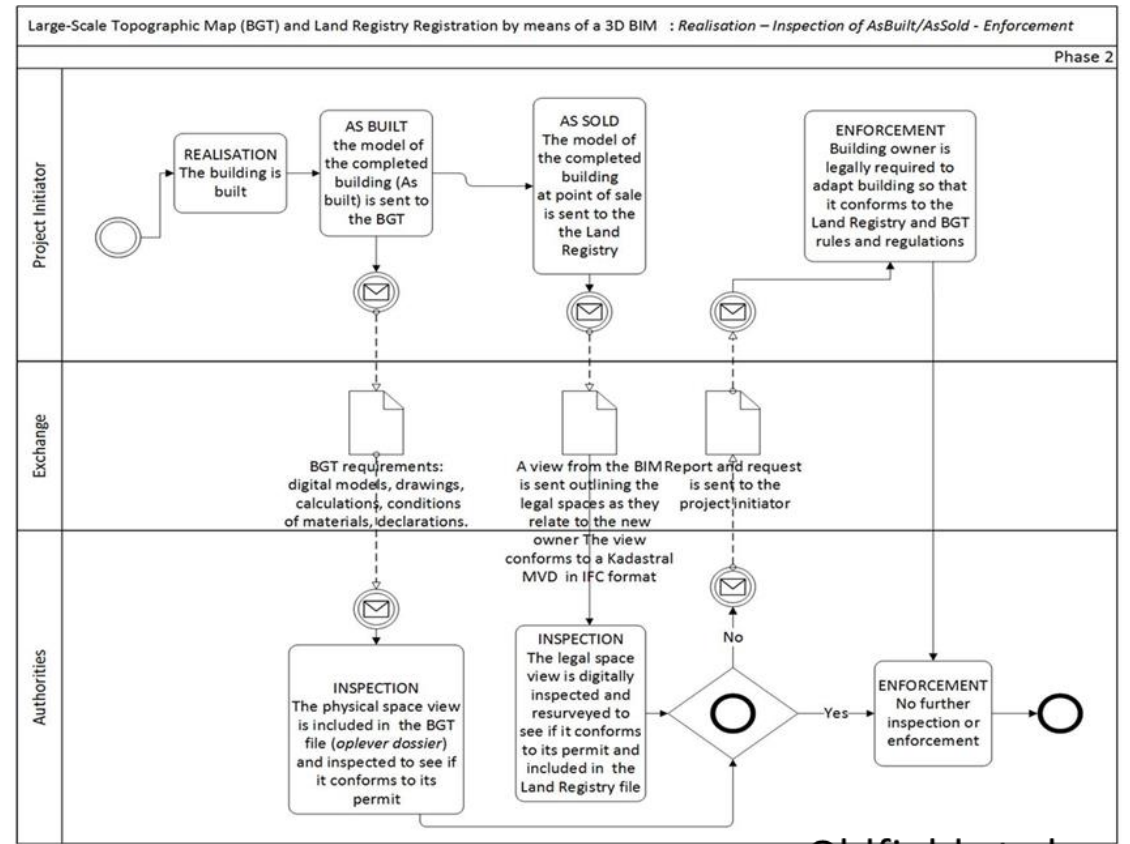 Large-Scale Topographic Map (BGT) and Land Registry Registration by means of a 3D BIM : Realisation – Inspection of AsBuilt/AsSold - Enforcement
Phase 2
Project Initiator
REALISATION
The building is
built
AS BUILT
the model of
the completed
building (As
built) is sent to
the BGT
AS SOLD
The model of
the completed
building
at point of sale
is sent to the
the Land
Registry
ENFORCEMENT
Building owner is
legally required to
adapt building so that
it conforms to the
Land Registry and BGT
rules and regulations
Exchange
BGT requirements:
digital models, drawings,
calculations, conditions
of materials, declarations.
A view from the BIM
is sent outlining the
legal spaces as they
relate to the new
owner The view
conforms to a Kadastral
MVD in IFC format
Report and request
is sent to the
project initiator
Authorities
INSPECTION
The physical space view
is included in the BGT
file (oplever dossier)
and inspected to see if
it conforms to its
permit
INSPECTION
The legal space
view is digitally
inspected and
resurveyed to
see if it conforms
to its permit and
included in the
Land Registry file
No
Yes
ENFORCEMENT
No further
inspection or
enforcement